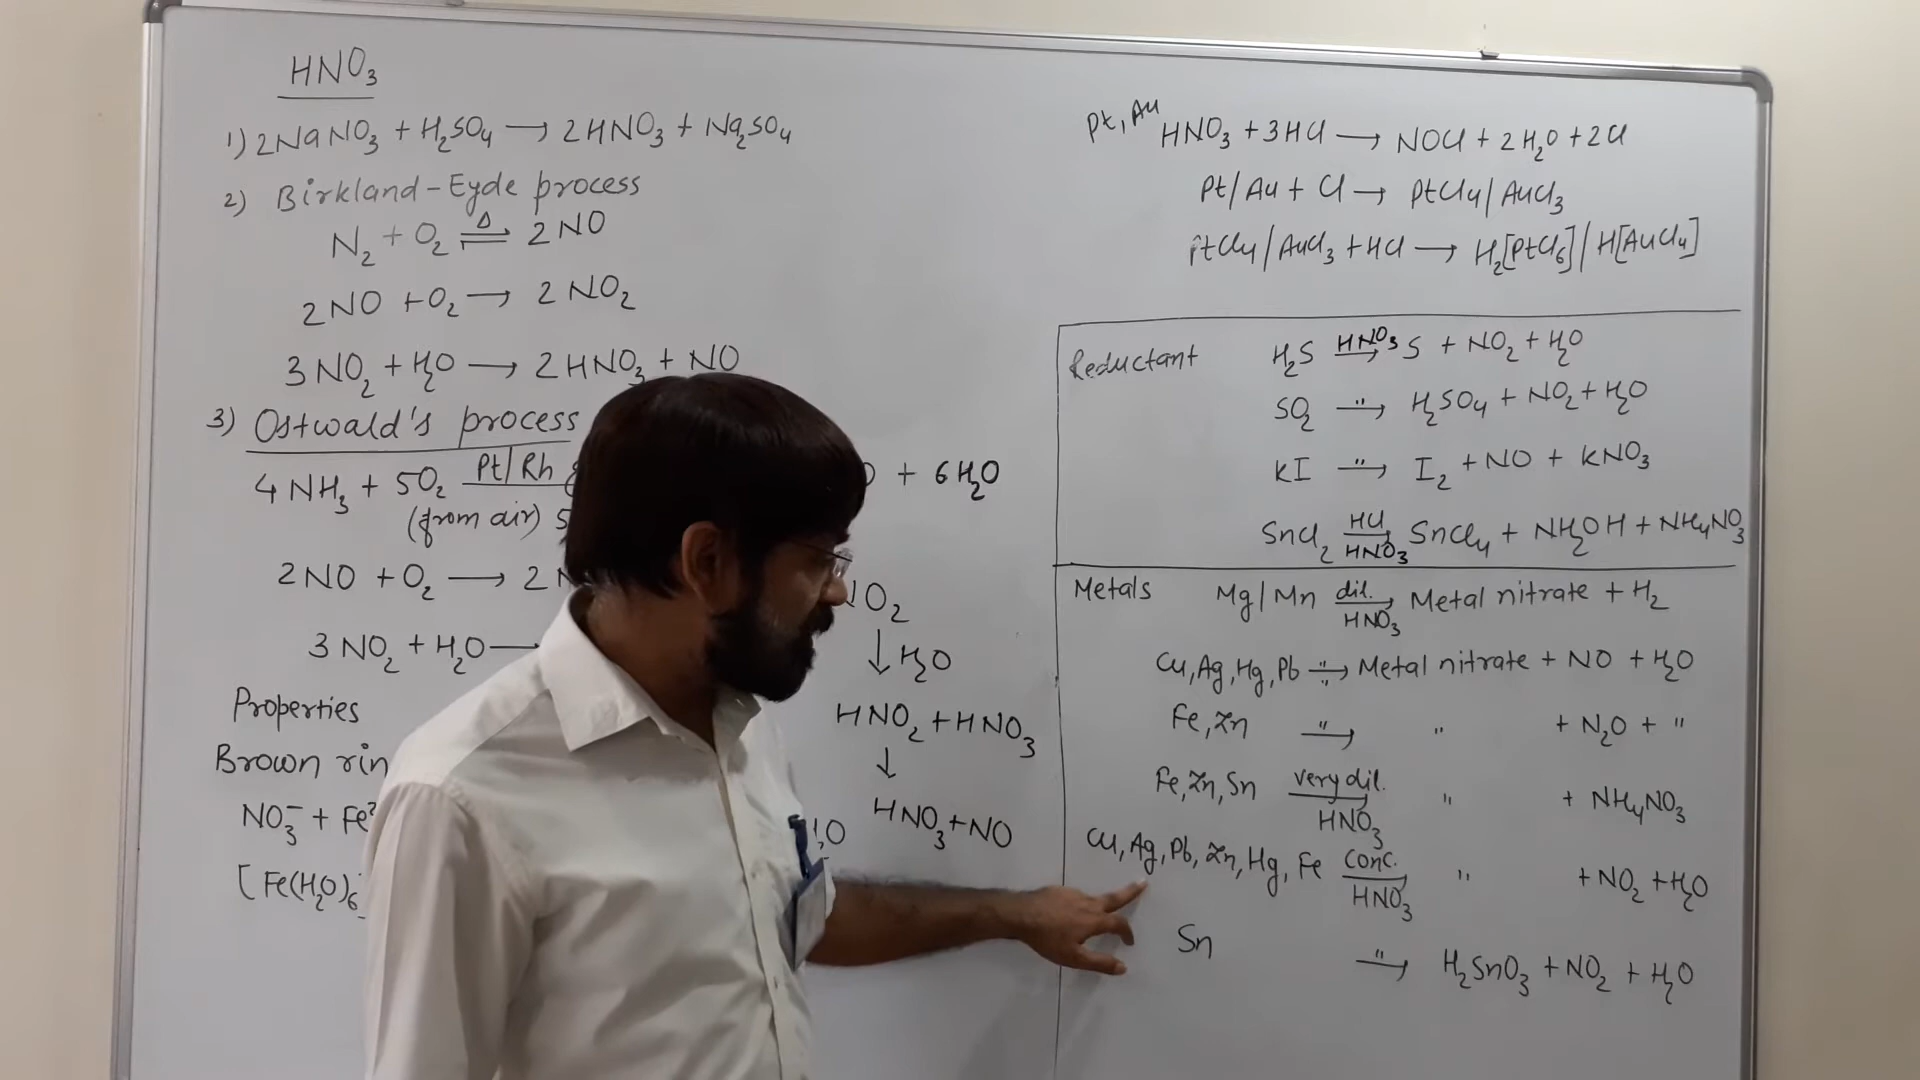 HNO₃
1) 2NaNO₃ + H₂SO₄ → 2HNO₃ + Na₂SO₄
2) Birkland-Eyde process
N₂ + O₂ ⇌ 2NO
Δ
2NO + O₂ → 2NO₂
3NO₂ + H₂O → 2HNO₃ + NO
3) Ostwald's process
4NH₃ + 5O₂ Pt/Rh + 6H₂O
(from air) 5
2NO + O₂ → 2N
3NO₂ + H₂O →
Properties
Brown rin
NO₃⁻ + Fe²
[Fe(H₂O)₆]
O₂
↓ H₂O
HNO₂ + HNO₃
↓
HNO₃ + NO
Pt, Au HNO₃ + 3HCl → NOCl + 2H₂O + 2Cl
Pt/Au + Cl → PtCl₄/AuCl₃
PtCl₄/AuCl₃ + HCl → H₂[PtCl₆]/H[AuCl₄]
Reductant H₂S HNO₃→ S + NO₂ + H₂O
SO₂ "→ H₂SO₄ + NO₂ + H₂O
KI "→ I₂ + NO + KNO₃
SnCl₂ HCl→ HNO₃ SnCl₄ + NH₂OH + NH₄NO₃
Metals Mg/Mn dil.→ HNO₃ Metal nitrate + H₂
Cu, Ag, Hg, Pb "→ " Metal nitrate + NO + H₂O
Fe, Zn "→ " + N₂O + "
Fe, Zn, Sn very dil.→ HNO₃ " + NH₄NO₃
Cu, Ag, Pb, Zn, Hg, Fe conc.→ HNO₃ " + NO₂ + H₂O
Sn "→ H₂SnO₃ + NO₂ + H₂O